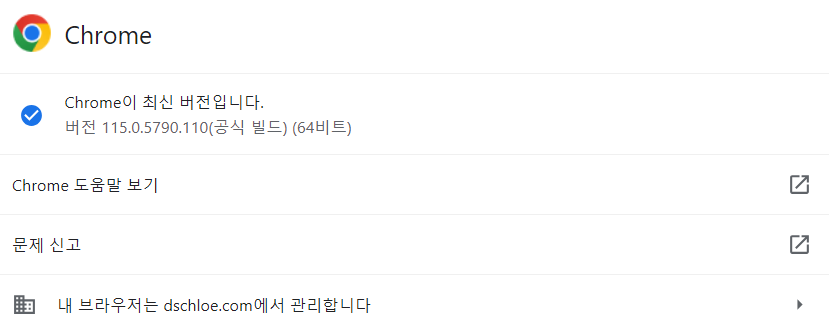 Chrome
Chrome이 최신 버전입니다.
버전 115.0.5790.110(공식 빌드) (64비트)
Chrome 도움말 보기
문제 신고
내 브라우저는 dschloe.com에서 관리합니다